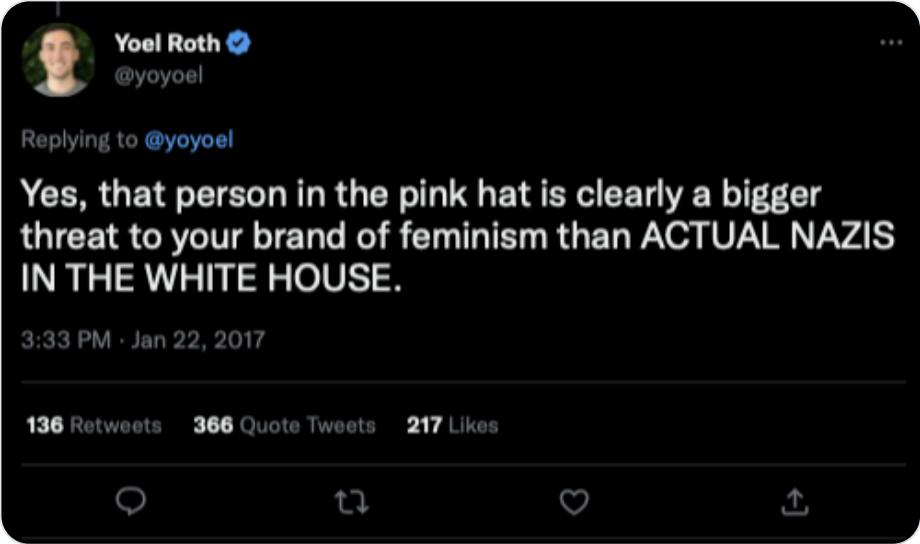 Yoel Roth
@yoyoel
Replying to @yoyoel
Yes, that person in the pink hat is clearly a bigger
threat to your brand of feminism than ACTUAL NAZIS
IN THE WHITE HOUSE.
3:33 PM · Jan 22, 2017
136 Retweets 366 Quote Tweets 217 Likes